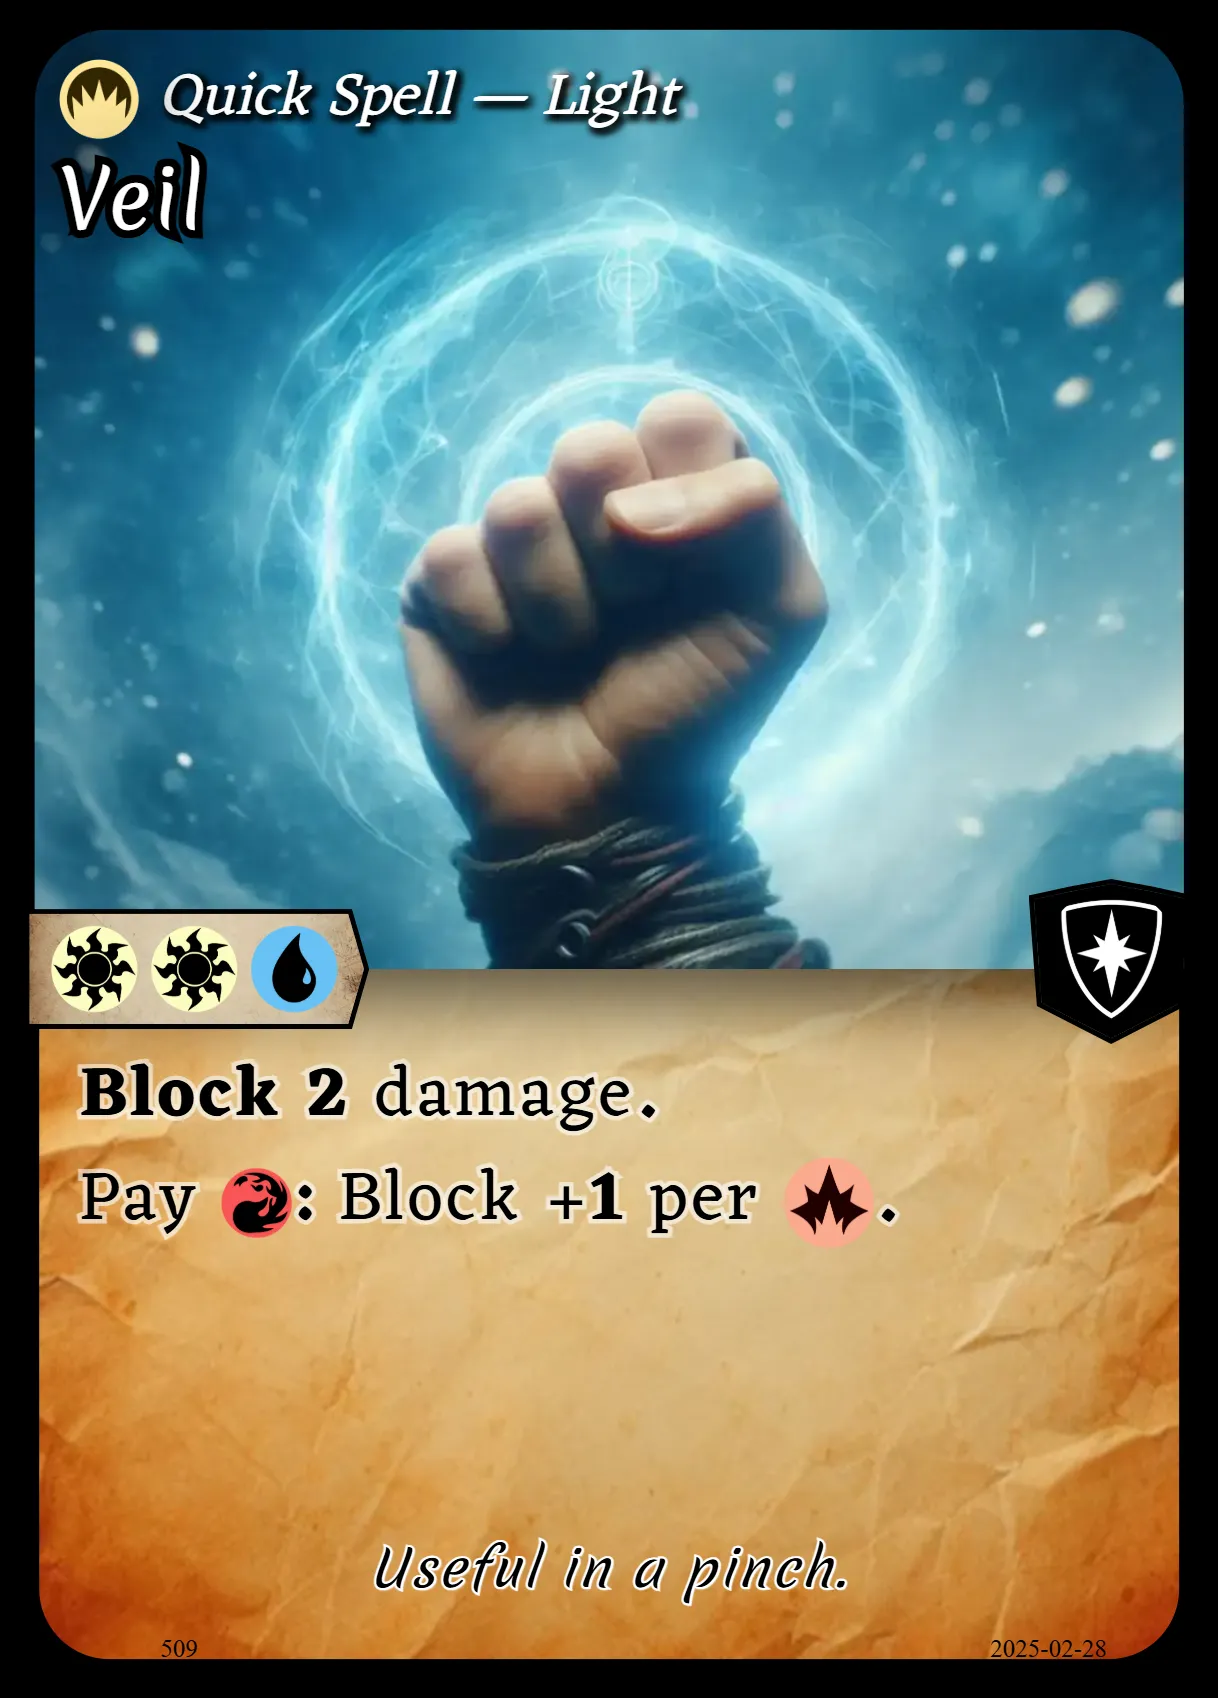 Quick Spell — Light
Veil
Block 2 damage.
Pay : Block +1 per .
Useful in a pinch.
509
2025-02-28